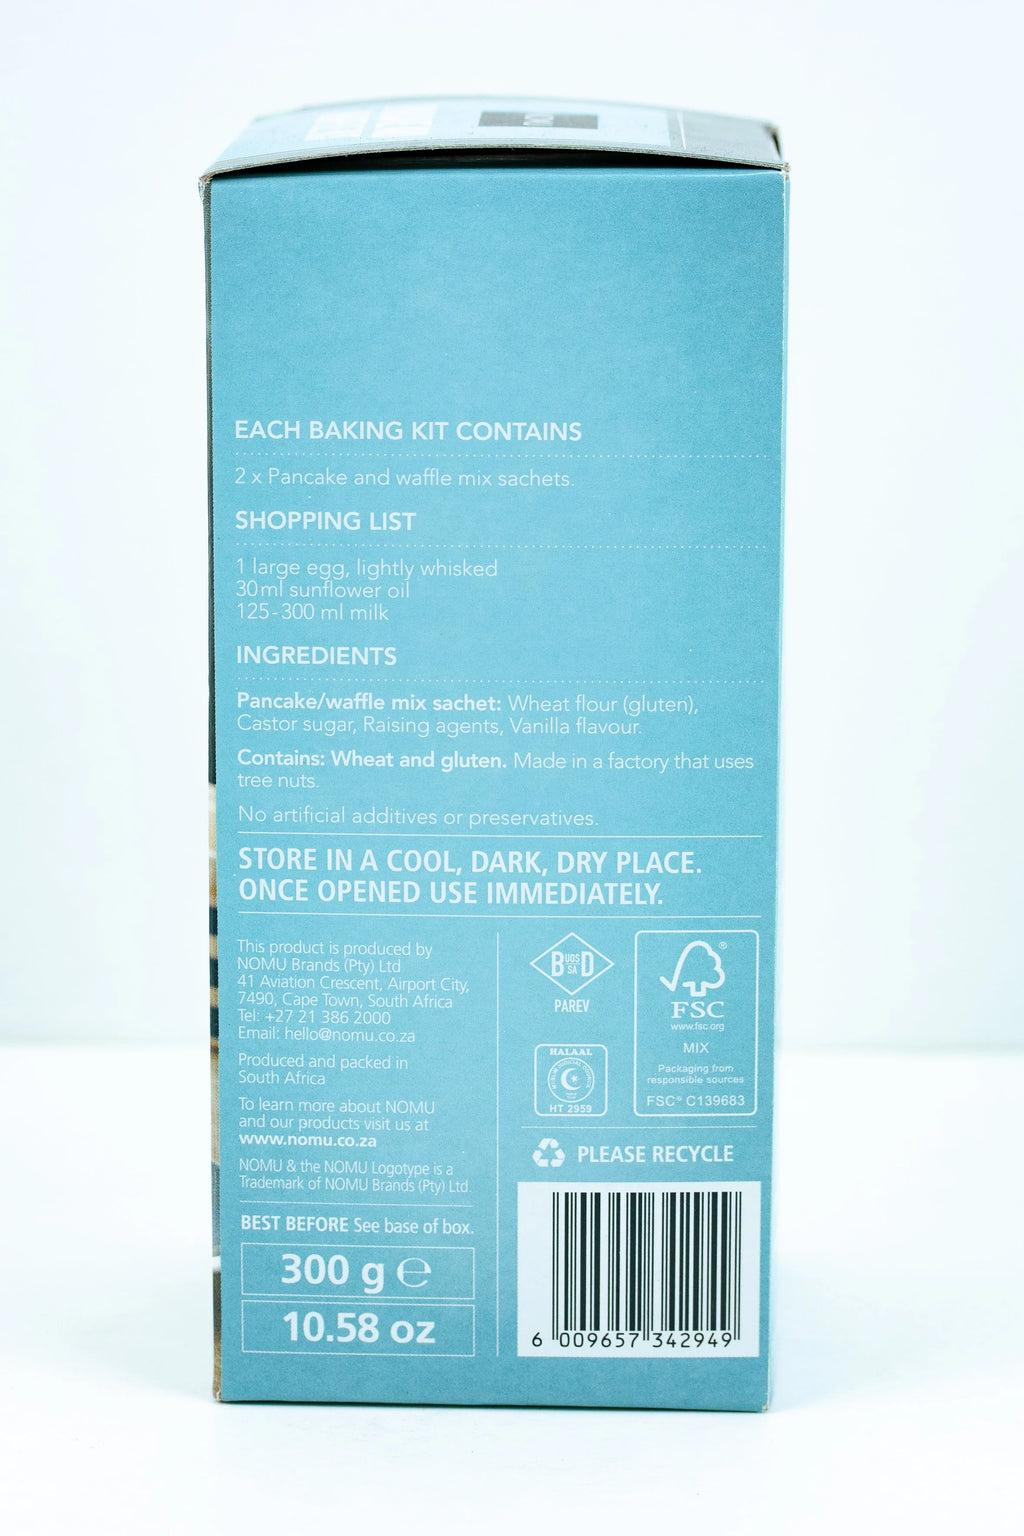 EACH BAKING KIT CONTAINS
2 x Pancake and waffle mix sachets.
SHOPPING LIST
1 large egg, lightly whisked
30ml sunflower oil
125-300 ml milk
INGREDIENTS
Pancake/waffle mix sachet: Wheat flour (gluten),
Castor sugar, Raising agents, Vanilla flavour.
Contains: Wheat and gluten. Made in a factory that uses
tree nuts.
No artificial additives or preservatives.
STORE IN A COOL, DARK, DRY PLACE.
ONCE OPENED USE IMMEDIATELY.
This product is produced by
NOMU Brands (Pty) Ltd
41 Aviation Crescent, Airport City,
7490, Cape Town, South Africa
Tel: +27 21 386 2000
Email: hello@nomu.co.za
Produced and packed in
South Africa
To learn more about NOMU
and our products visit us at
www.nomu.co.za
NOMU & the NOMU Logotype is a
Trademark of NOMU Brands (Pty) Ltd.
BEST BEFORE See base of box.
300 g ℮
10.58 oz
B UOS SA D
PAREV
HALAAL
MUSLIM JUDICIAL COUNCIL
HT 2959
®
FSC
www.fsc.org
MIX
Packaging from
responsible sources
FSC® C139683
PLEASE RECYCLE
6 009657 342949